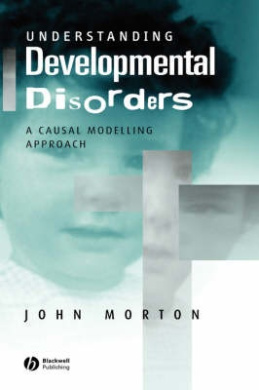 UNDERSTANDING
Developmental
Disorders
A CAUSAL MODELLING
APPROACH
JOHN MORTON
Blackwell
Publishing